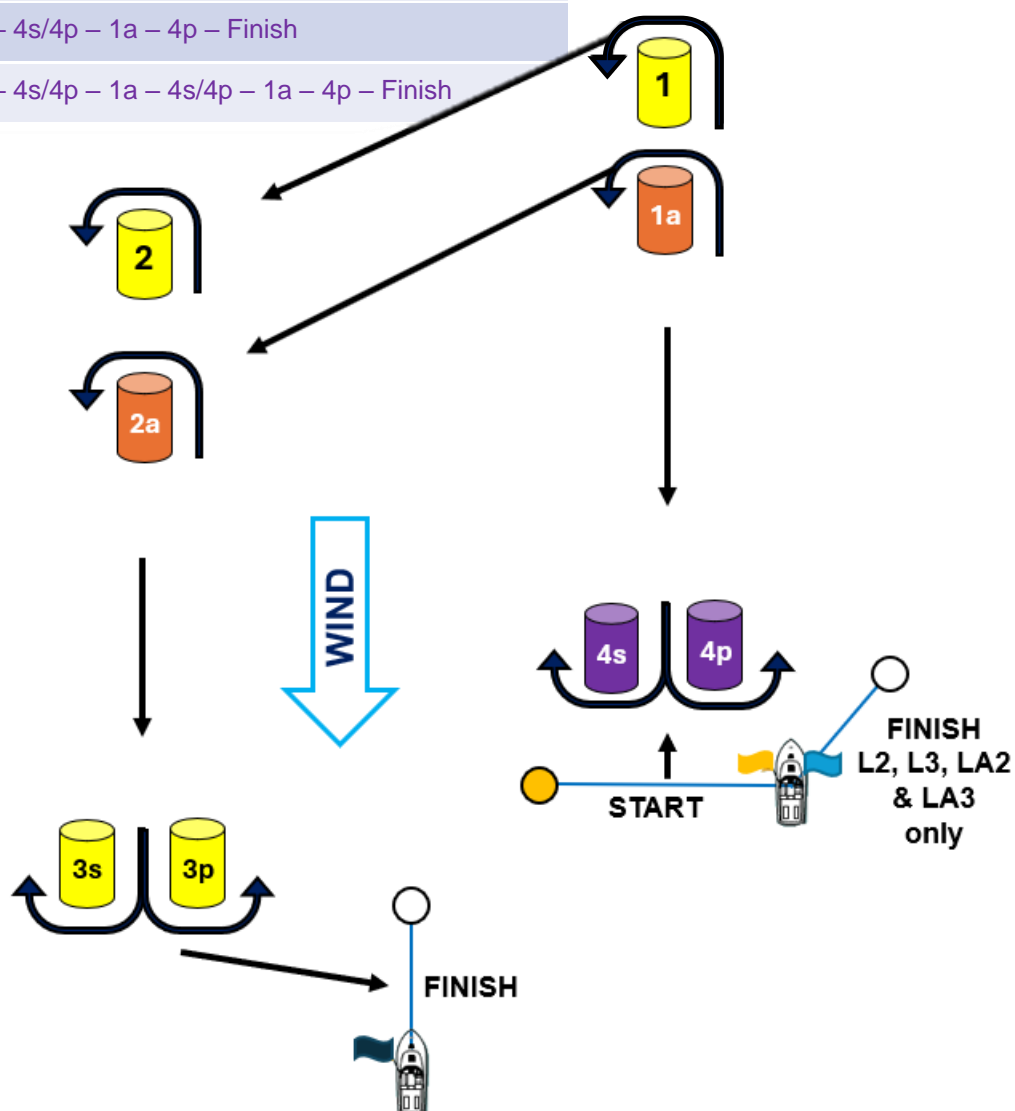 – 4s/4p – 1a – 4p – Finish
– 4s/4p – 1a – 4s/4p – 1a – 4p – Finish
1
1a
2
2a
WIND
4s
4p
START
FINISH
L2, L3, LA2
& LA3
only
3s
3p
FINISH